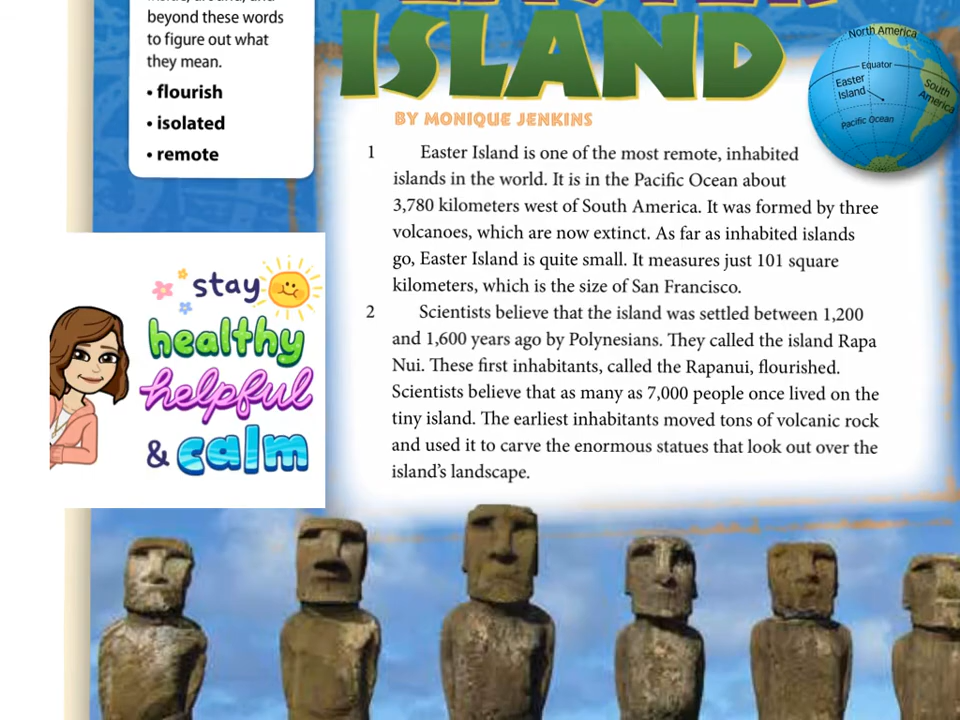 beyond these words
to figure out what
they mean.
• flourish
• isolated
• remote
ISLAND
BY MONIQUE JENKINS
North America
Equator
Easter
Island
South
America
Pacific Ocean
1 Easter Island is one of the most remote, inhabited
islands in the world. It is in the Pacific Ocean about
3,780 kilometers west of South America. It was formed by three
volcanoes, which are now extinct. As far as inhabited islands
go, Easter Island is quite small. It measures just 101 square
kilometers, which is the size of San Francisco.
2 Scientists believe that the island was settled between 1,200
and 1,600 years ago by Polynesians. They called the island Rapa
Nui. These first inhabitants, called the Rapanui, flourished.
Scientists believe that as many as 7,000 people once lived on the
tiny island. The earliest inhabitants moved tons of volcanic rock
and used it to carve the enormous statues that look out over the
island's landscape.
stay
healthy
helpful
& calm